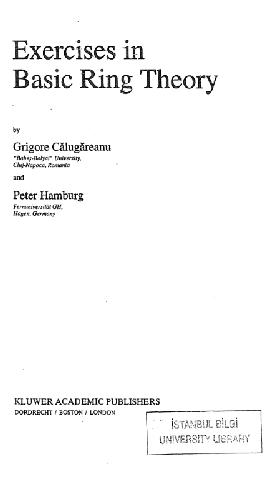 Exercises in
Basic Ring Theory
by
Grigore Călugăreanu
"Babeş-Bolyai" University,
Cluj-Napoca, Romania
and
Peter Hamburg
Fernuniversität GH,
Hagen, Germany
KLUWER ACADEMIC PUBLISHERS
DORDRECHT / BOSTON / LONDON
İSTANBUL BİLGİ
UNIVERSITY LIBRARY